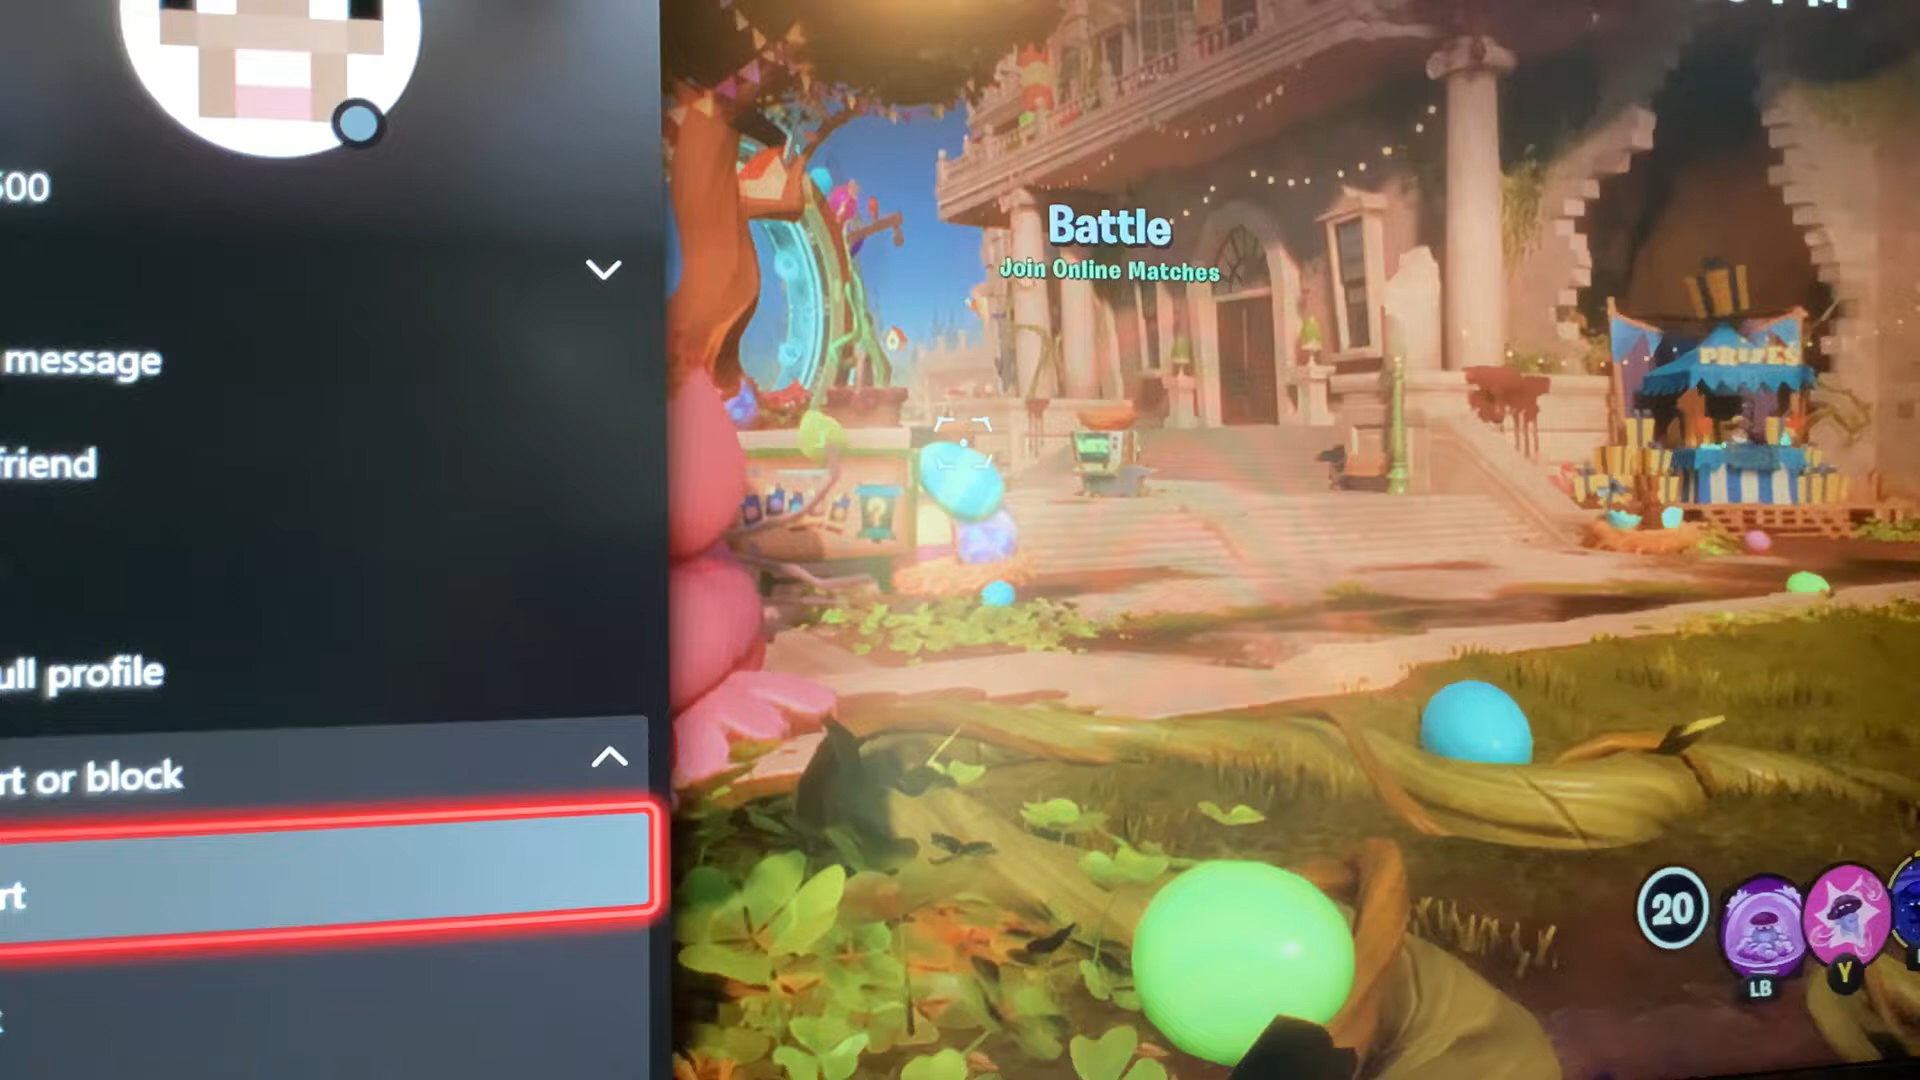 500
message
friend
ull profile
rt or block
rt
Battle
Join Online Matches
PRIZES
?
20
LB
Y